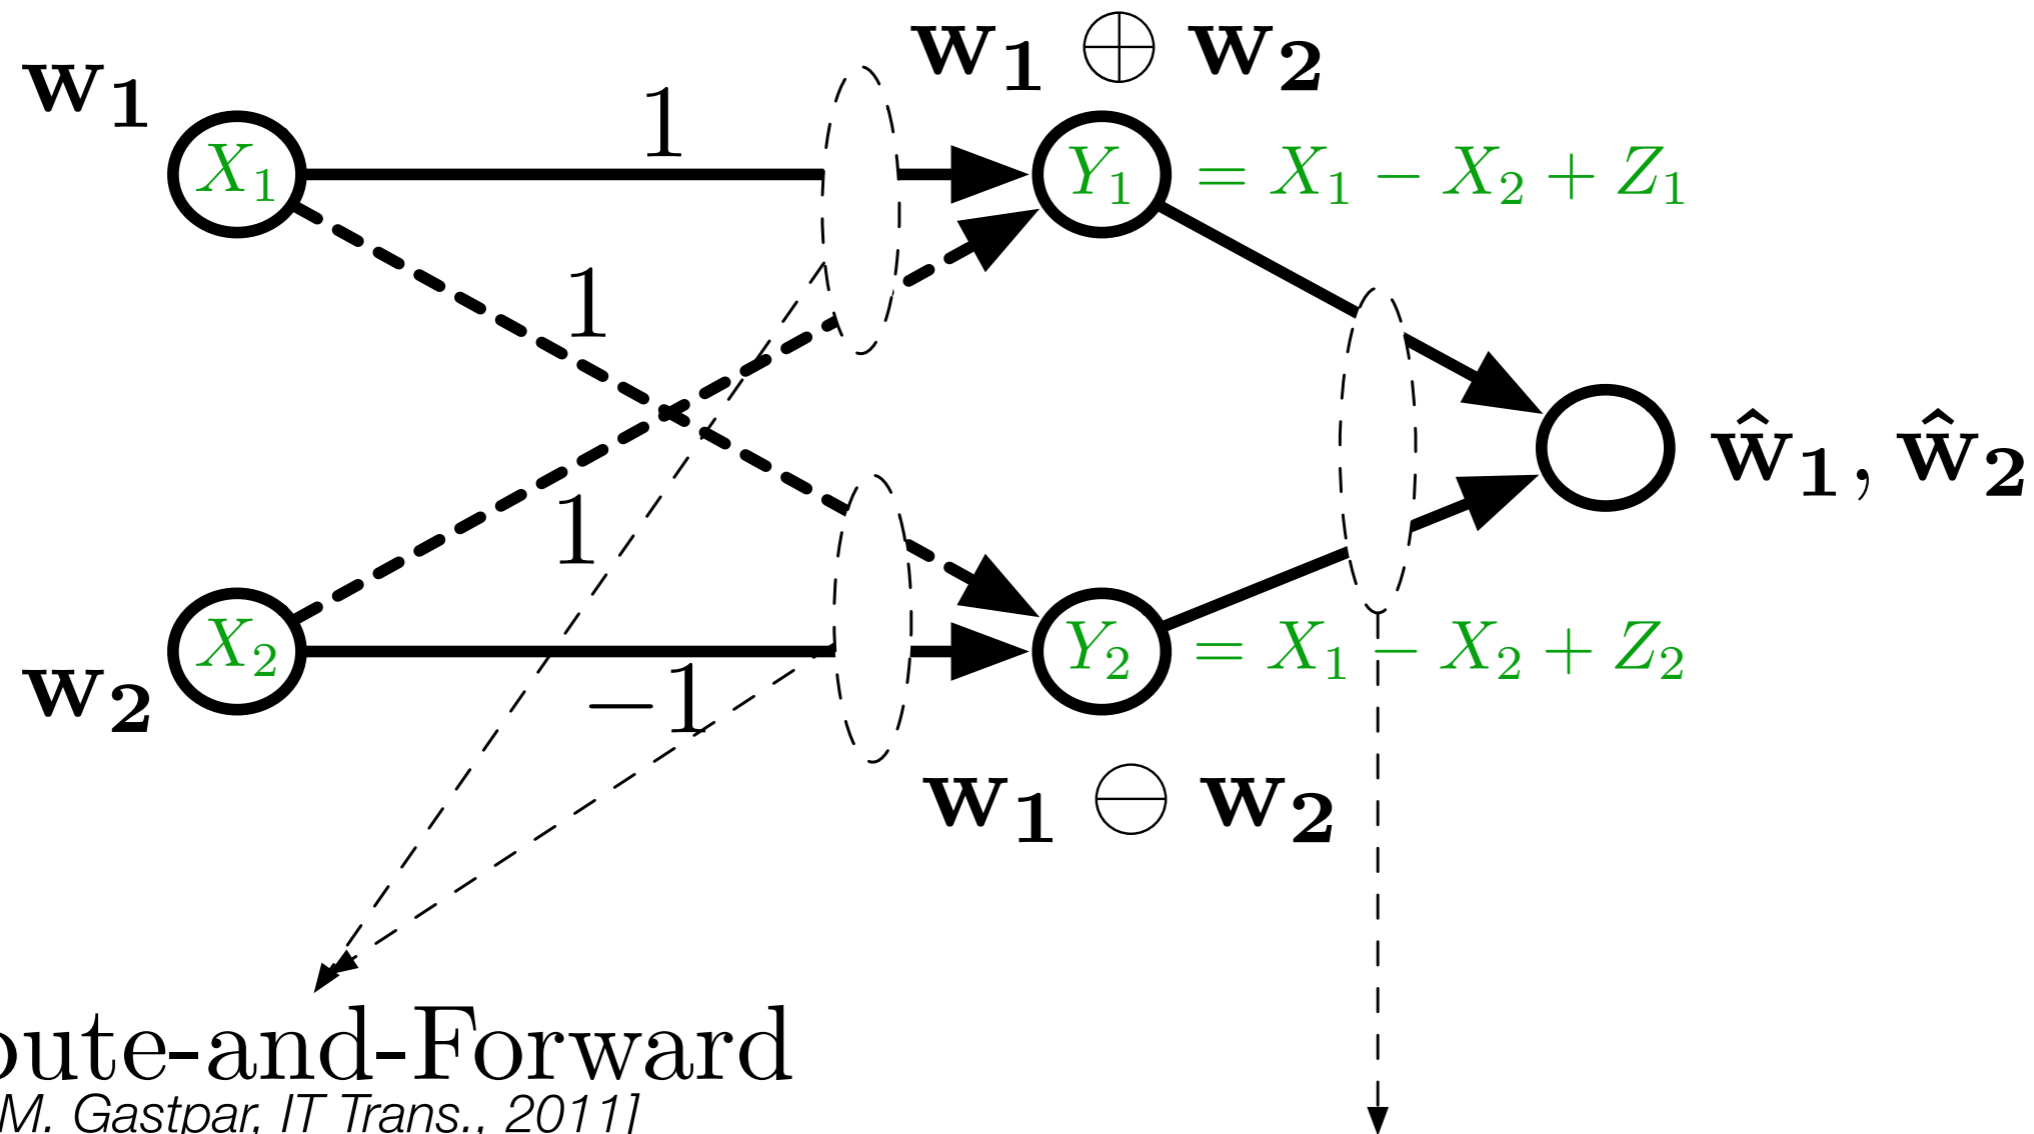 w₁ ⊕ w₂
w₁
1
X₁
Y₁ = X₁ − X₂ + Z₁
1
ŵ₁, ŵ₂
1
X₂
Y₂ = X₁ − X₂ + Z₂
w₂
−1
w₁ ⊖ w₂
-and-Forward
M. Gastpar, IT Trans., 2011]